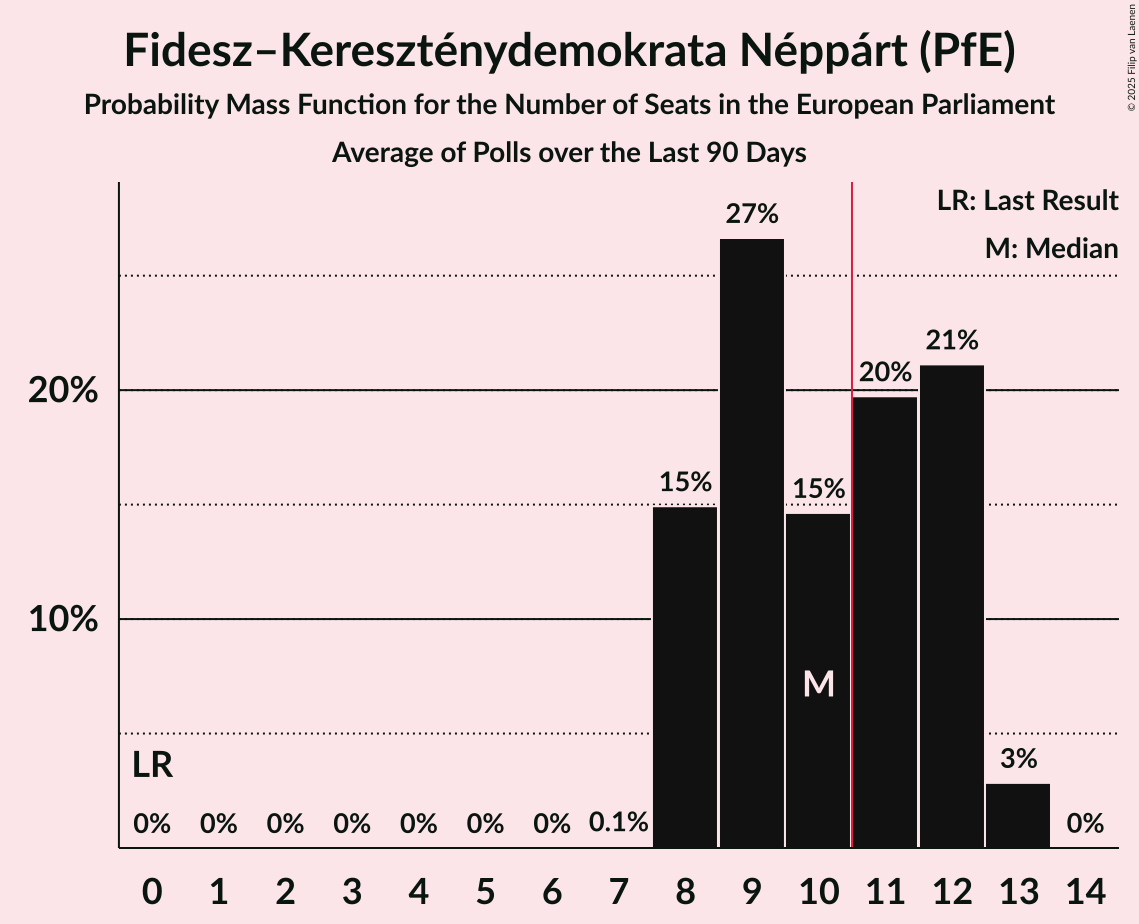 Fidesz–Kereszténydemokrata Néppárt (PfE)
Probability Mass Function for the Number of Seats in the European Parliament
Average of Polls over the Last 90 Days
© 2025 Filip van Laenen
LR: Last Result
M: Median
27%
21%
20%
20%
15%
15%
10%
M
LR
3%
0% 0% 0% 0% 0% 0% 0% 0.1% 0%
0 1 2 3 4 5 6 7 8 9 10 11 12 13 14